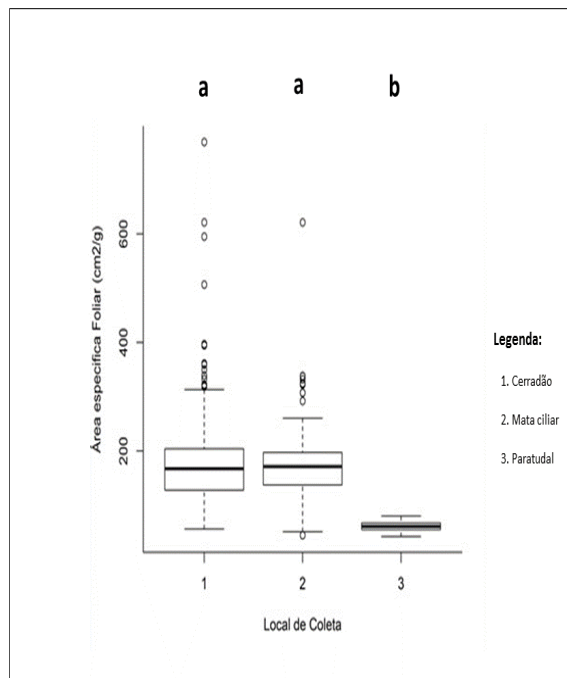 a a b
Área especifica Foliar (cm2/g)
600
400
200
1 2 3
Local de Coleta
Legenda:
1. Cerradão
2. Mata ciliar
3. Paratudal